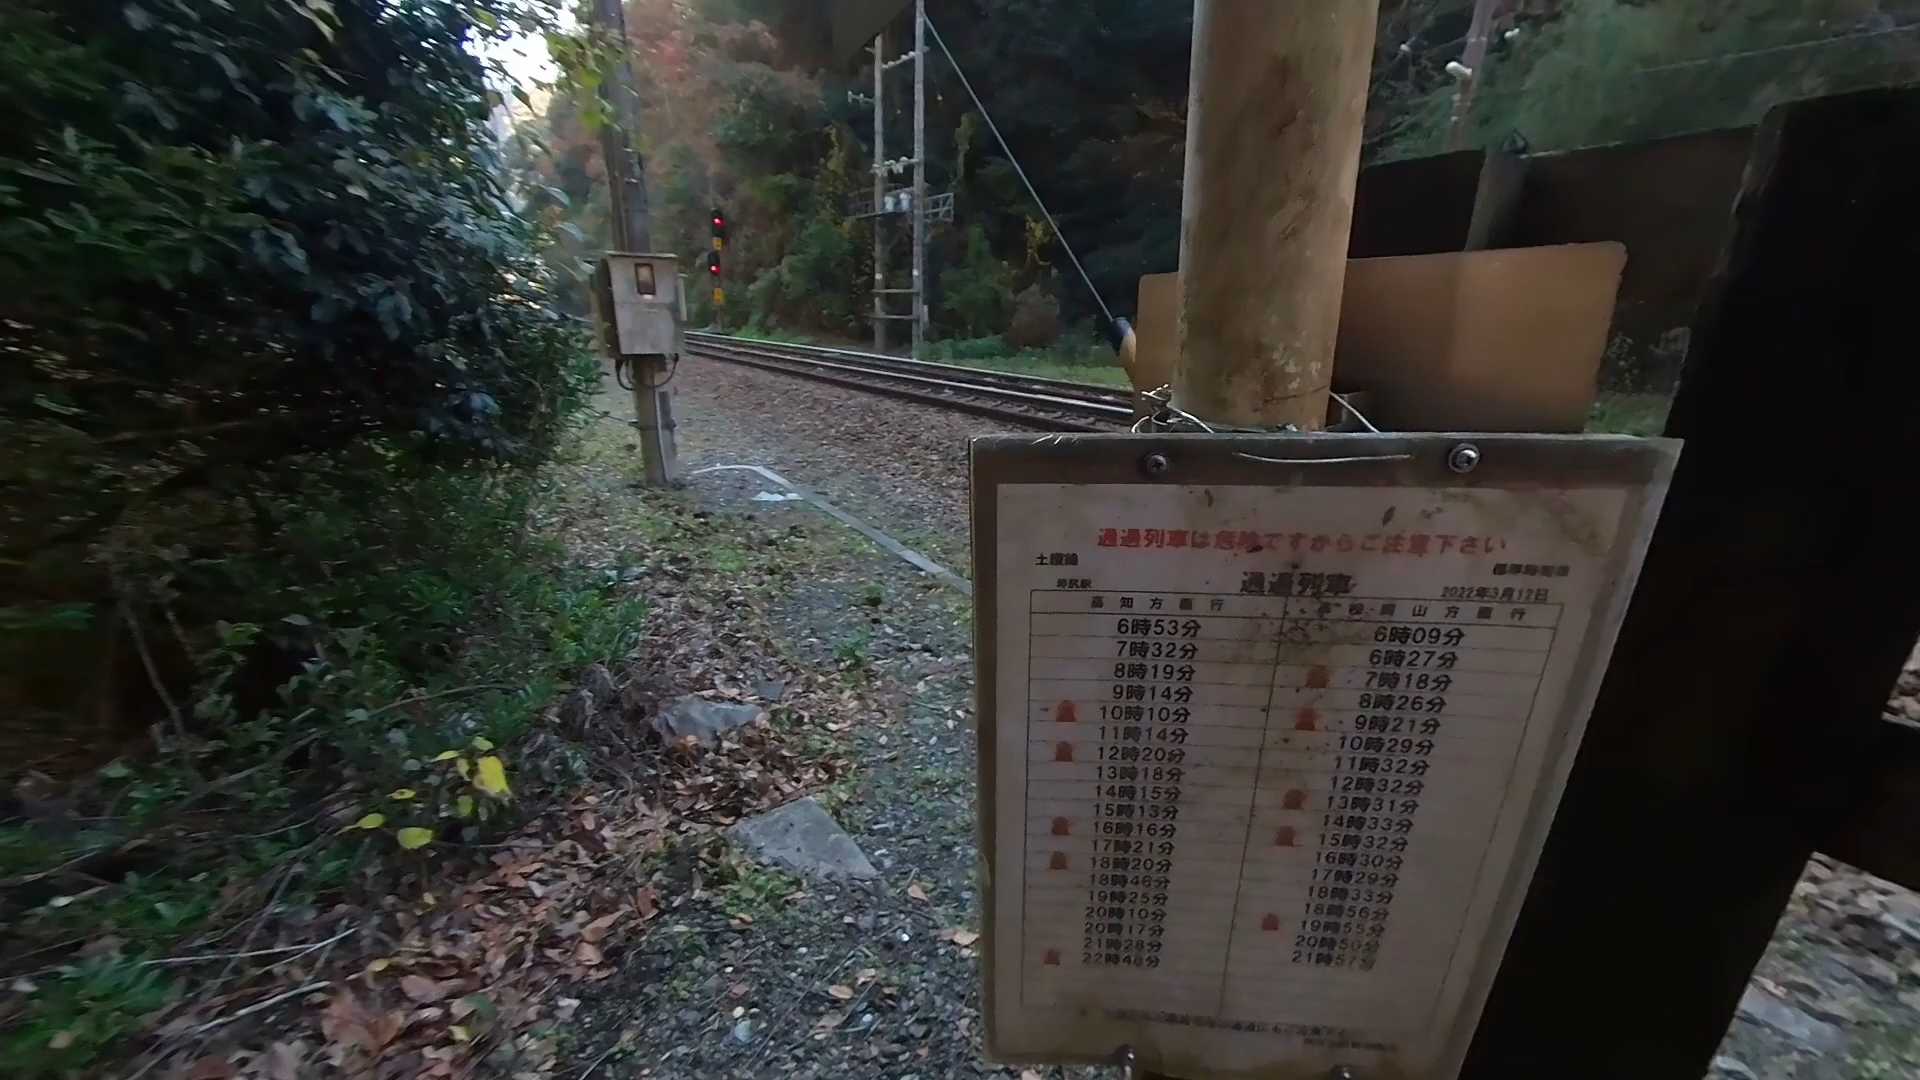 通過列車は危険ですからご注意下さい
土讃線
坪尻駅
通過列車
2022年3月12日
高知方面行
岡山方面行
6時53分 6時09分
7時32分 6時27分
8時19分 7時18分
9時14分 8時26分
10時10分 9時21分
11時14分 10時29分
12時20分 11時32分
13時18分 12時32分
14時15分 13時31分
15時13分 14時33分
16時16分 15時32分
17時21分 16時30分
18時20分 17時29分
18時46分 18時33分
19時25分 18時56分
20時10分 19時55分
20時17分 20時50分
21時28分 21時57分
22時48分